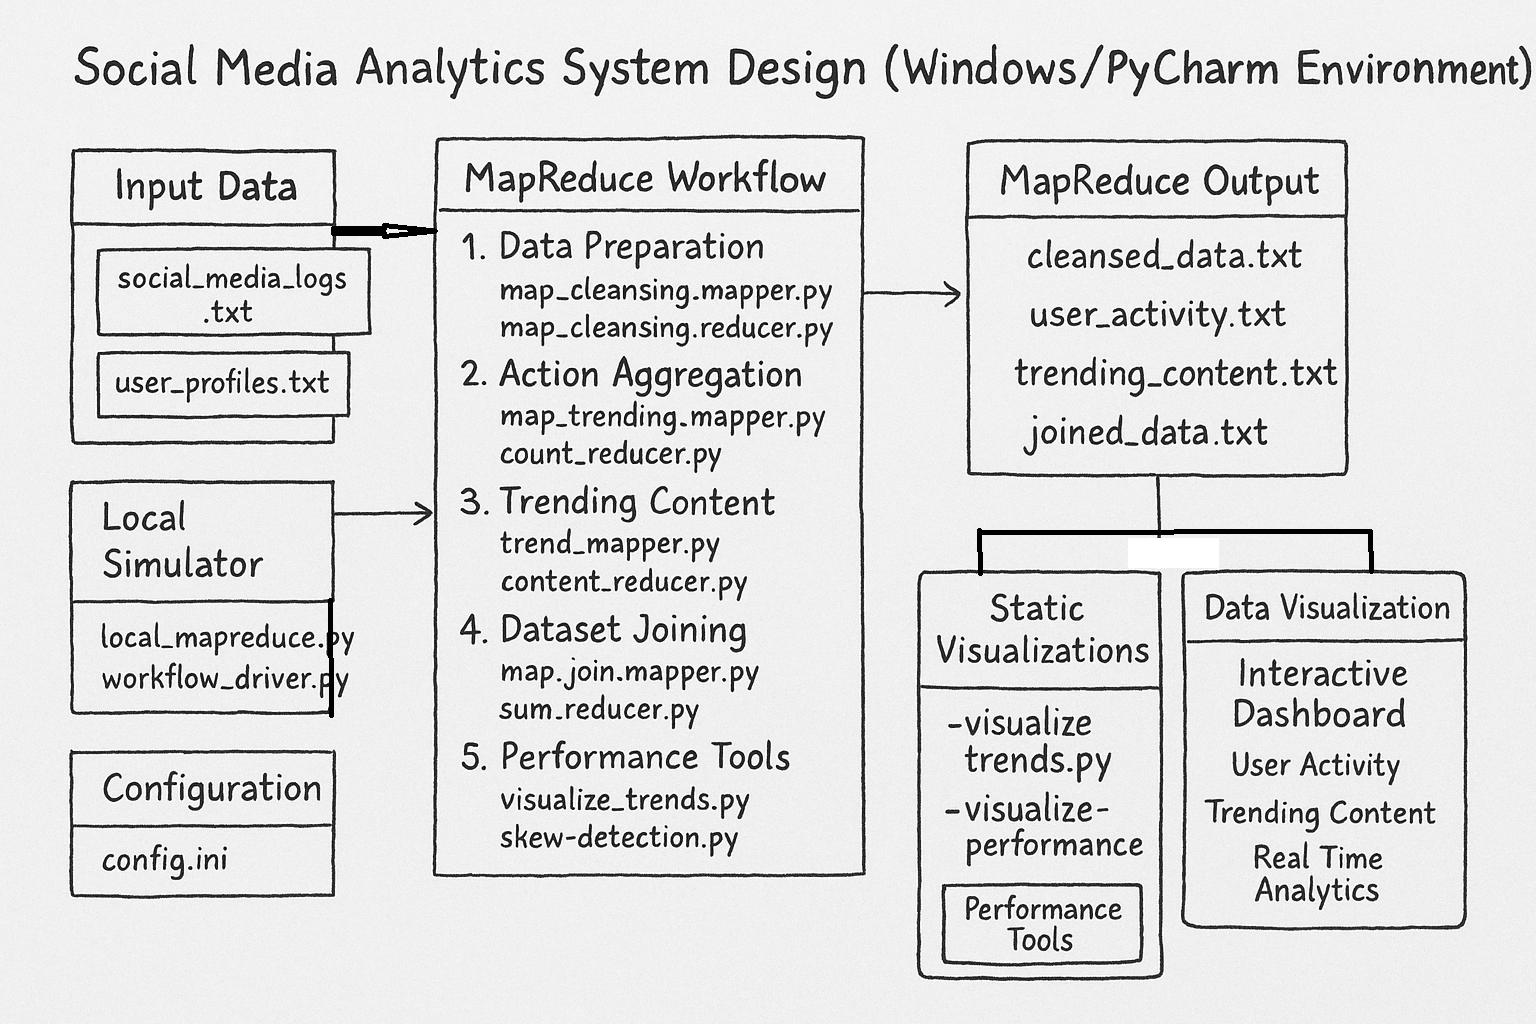 Social Media Analytics System Design (Windows/PyCharm Environment)
Input Data
social_media_logs
.txt
user_profiles.txt
Local
Simulator
local_mapreduce.py
workflow_driver.py
Configuration
config.ini
MapReduce Workflow
1. Data Preparation
map_cleansing.mapper.py
map_cleansing.reducer.py
2. Action Aggregation
map_trending.mapper.py
count_reducer.py
3. Trending Content
trend_mapper.py
content_reducer.py
4. Dataset Joining
map.join.mapper.py
sum_reducer.py
5. Performance Tools
visualize_trends.py
skew-detection.py
MapReduce Output
cleansed_data.txt
user_activity.txt
trending_content.txt
joined_data.txt
Static
Visualizations
-visualize
trends.py
-visualize-
performance
Performance
Tools
Data Visualization
Interactive
Dashboard
User Activity
Trending Content
Real Time
Analytics